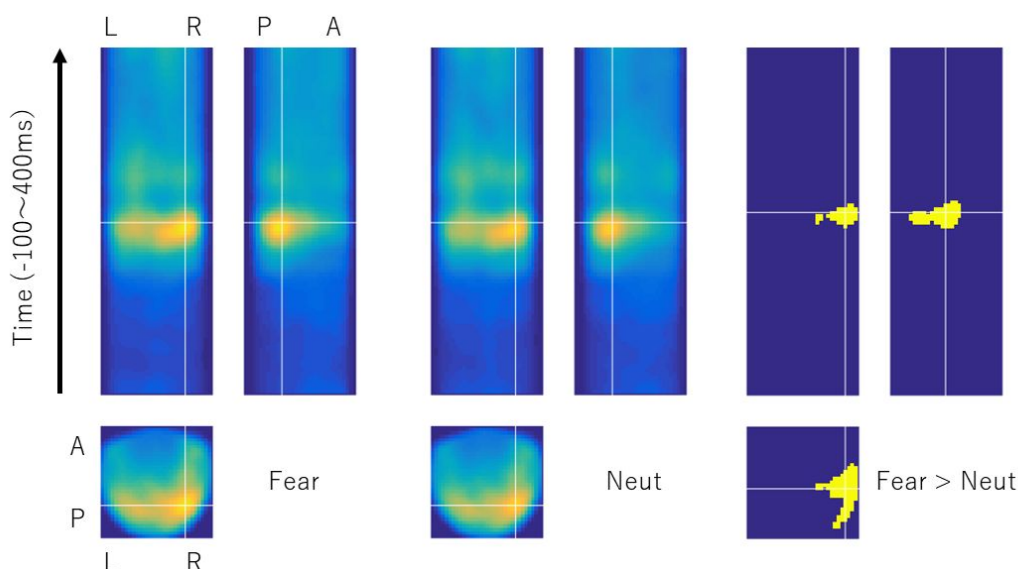 L R P A
Time (-100～400ms)
A
P
Fear
Neut
Fear > Neut
L R